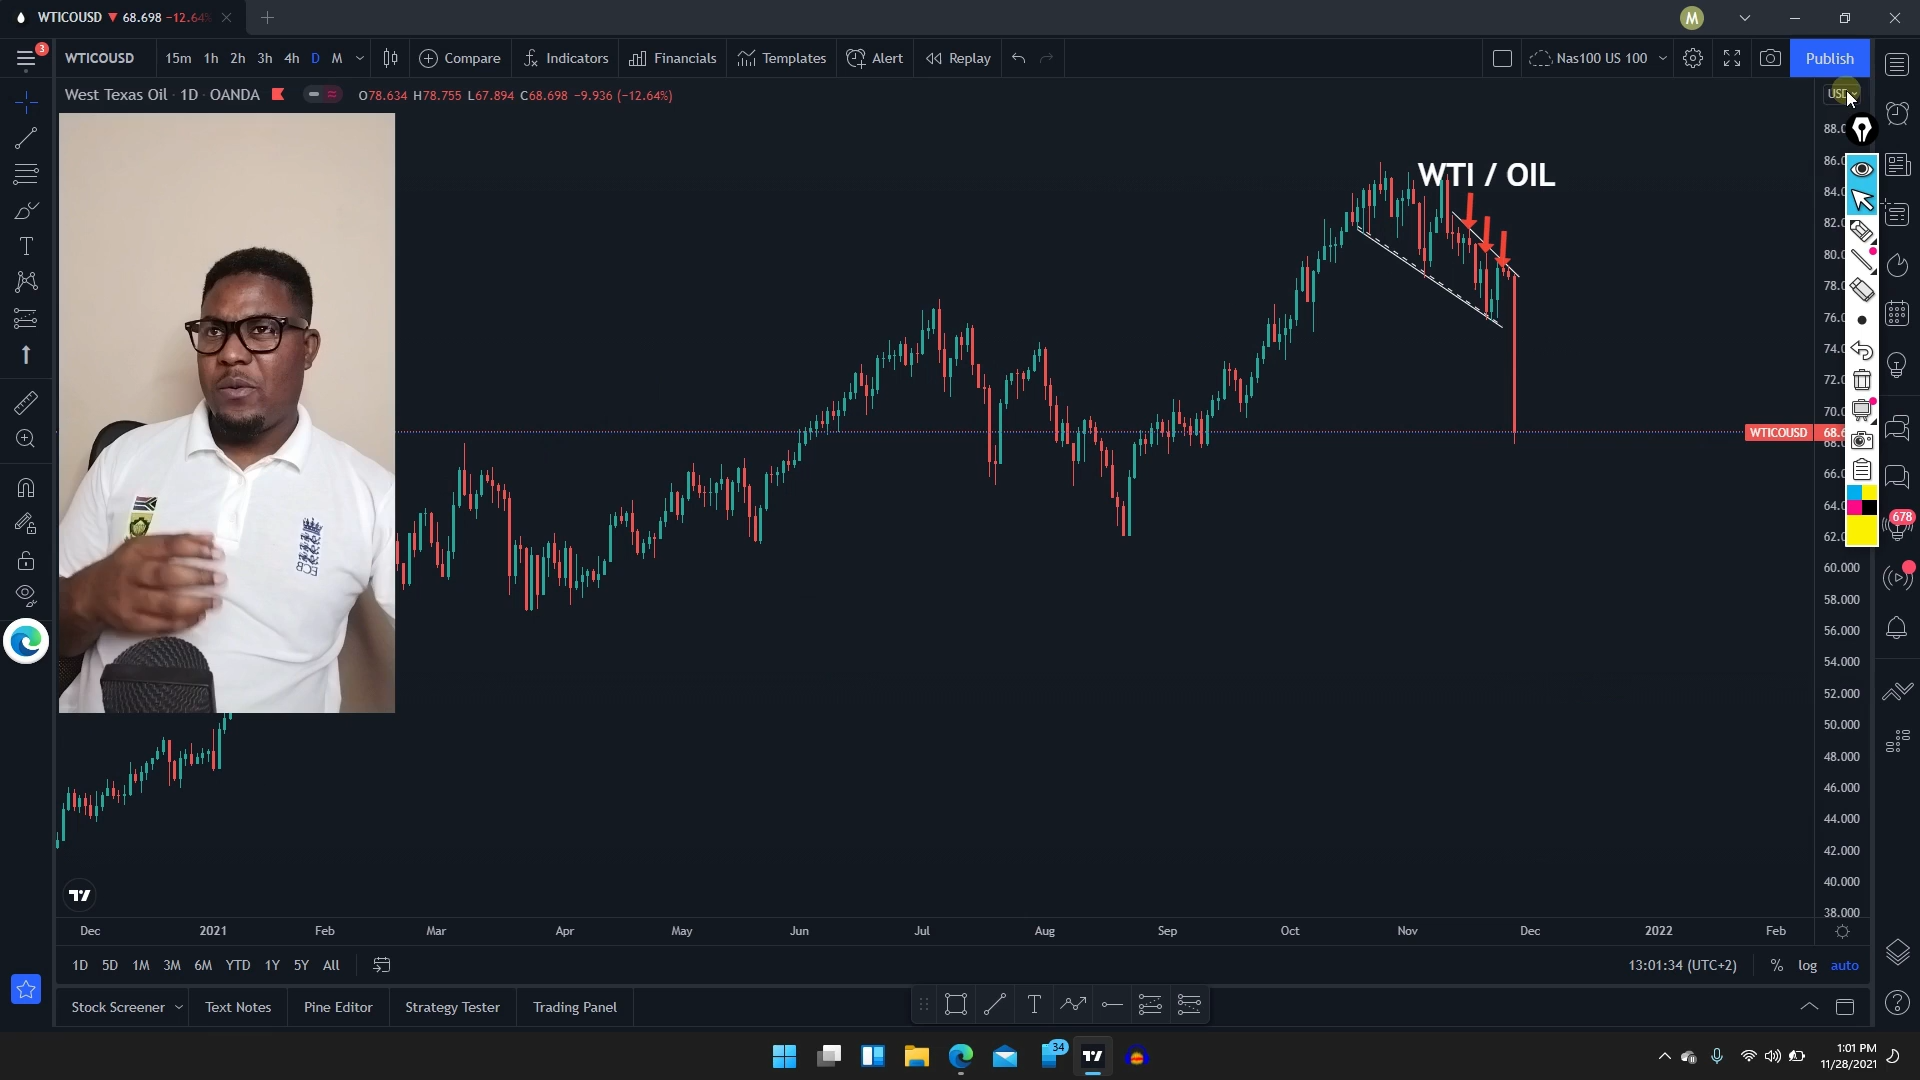 WTICOUSD ▼ 68.698 −12.64%
M
3
WTICOUSD 15m 1h 2h 3h 4h D M Compare Indicators Financials Templates Alert Replay Nas100 US 100 Publish
West Texas Oil · 1D · OANDA O78.634 H78.755 L67.894 C68.698 −9.936 (−12.64%)
USD
WTI / OIL
WTICOUSD
60.000
58.000
56.000
54.000
52.000
50.000
48.000
46.000
44.000
42.000
40.000
38.000
678
ECB
Dec 2021 Feb Mar Apr May Jun Jul Aug Sep Oct Nov Dec 2022 Feb
1D 5D 1M 3M 6M YTD 1Y 5Y All 13:01:34 (UTC+2) % log auto
Stock Screener Text Notes Pine Editor Strategy Tester Trading Panel
34
1:01 PM
11/28/2021